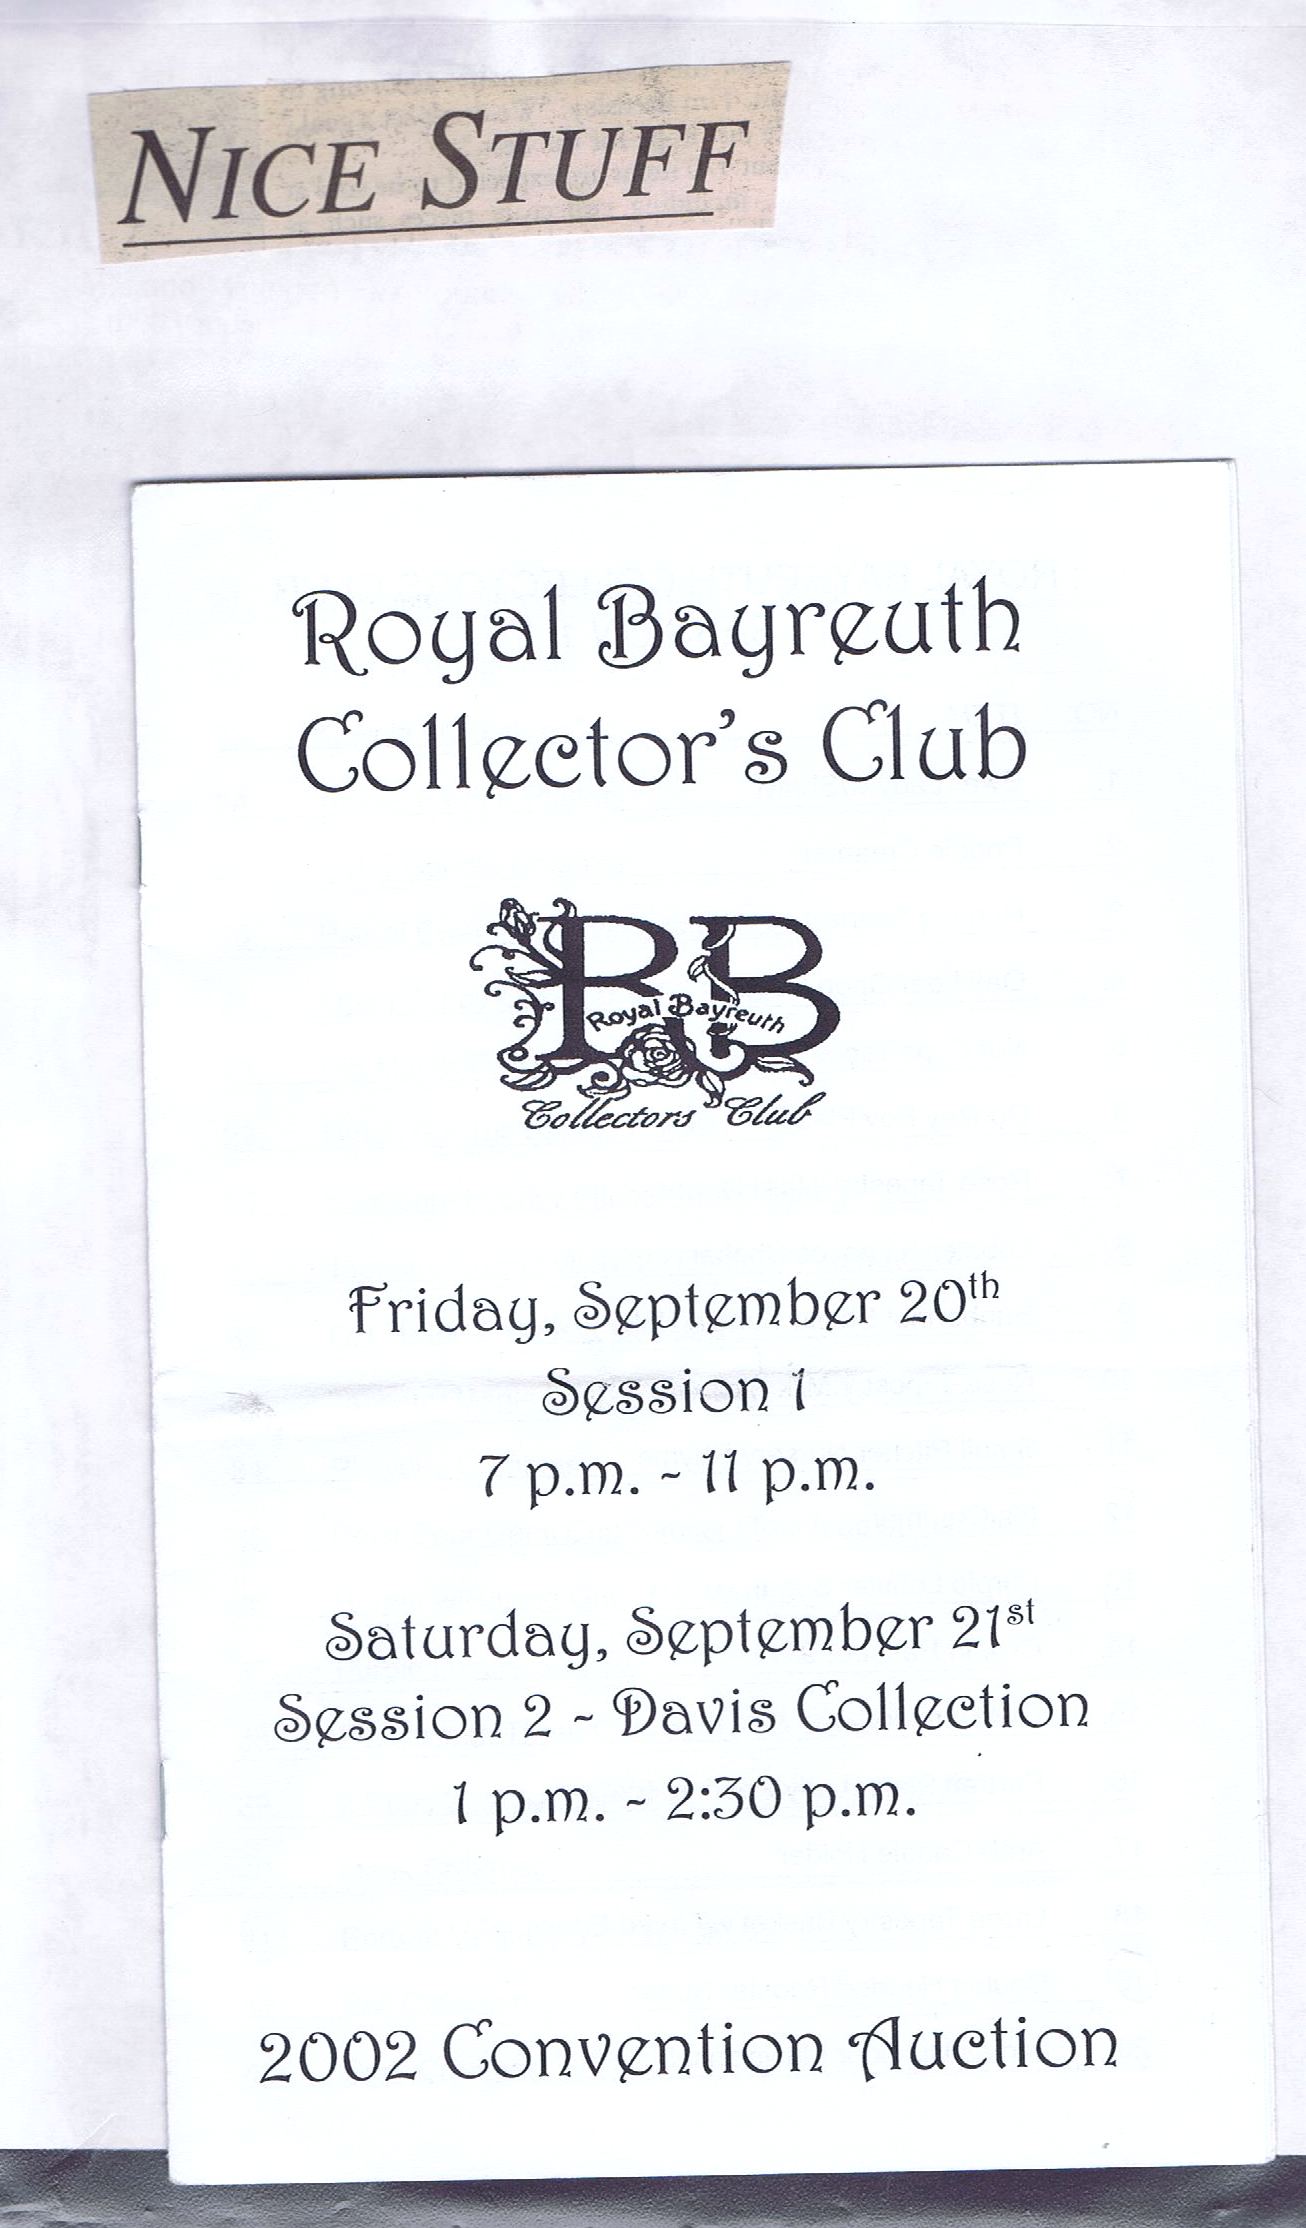 NICE STUFF
Royal Bayreuth
Collector's Club
RB
Royal Bayreuth
Collectors Club
Friday, September 20th
Session 1
7 p.m. ~ 11 p.m.
Saturday, September 21st
Session 2 ~ Davis Collection
1 p.m. ~ 2:30 p.m.
2002 Convention Auction